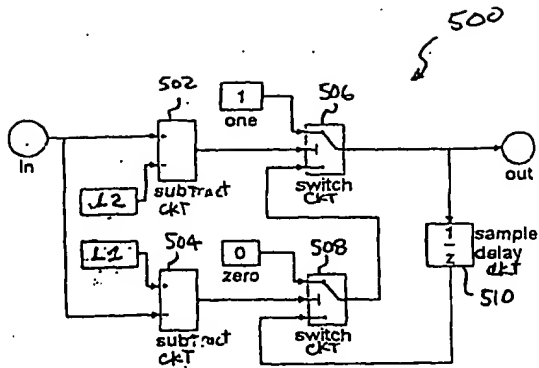 500
502
1
one
506
In
+
-
subtract
CKT
switch
CKT
out
L2
L1
504
0
zero
508
+
-
subtract
CKT
switch
CKT
1
z
sample
delay
CKT
510